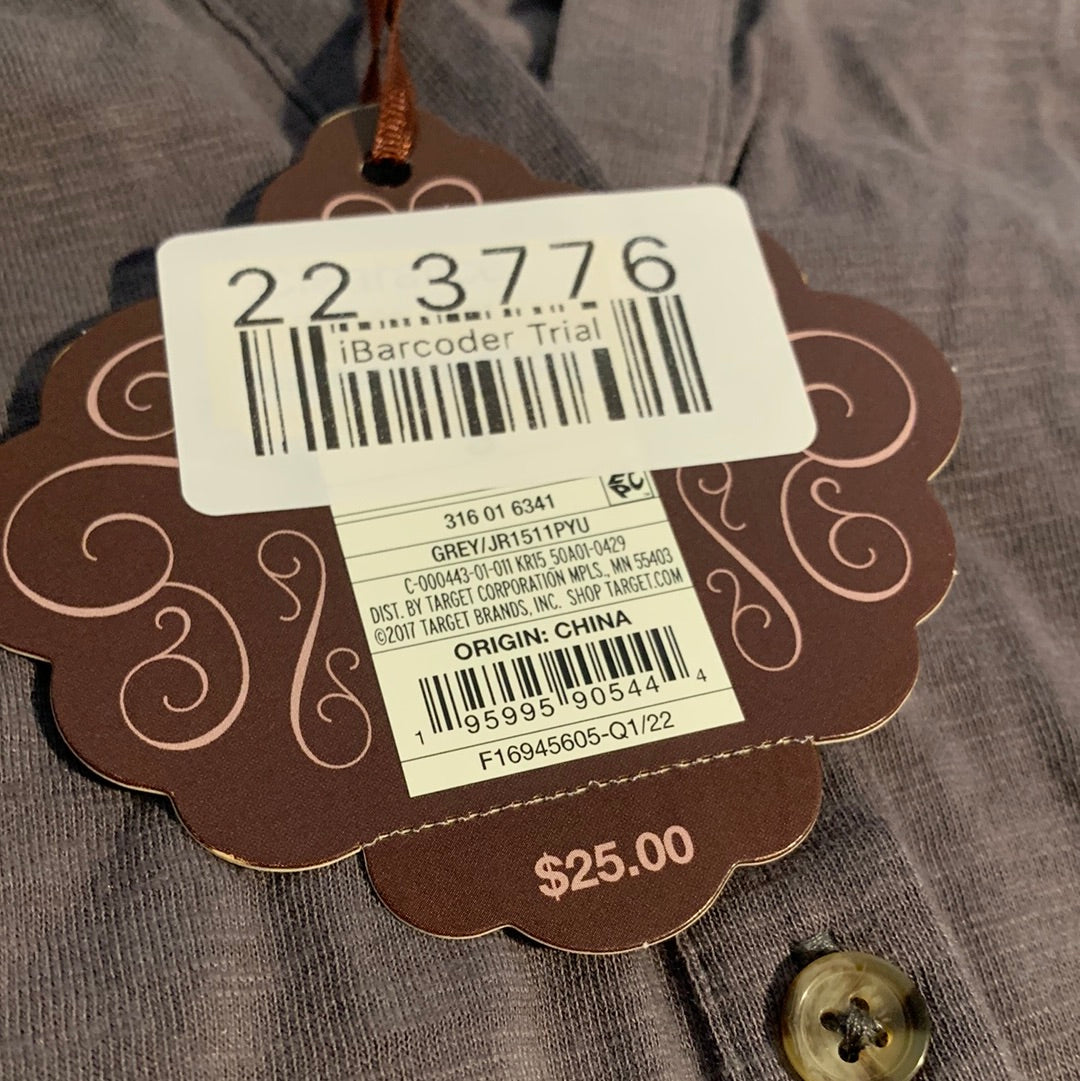 22 3776
iBarcoder Trial
316 01 6341
GREY/JR1511PYU
C-000443-01-011 KR15 50A01-0429
DIST. BY TARGET CORPORATION MPLS., MN 55403
©2017 TARGET BRANDS, INC. SHOP TARGET.COM
ORIGIN: CHINA
1 95995 90544 4
F16945605-Q1/22
$25.00